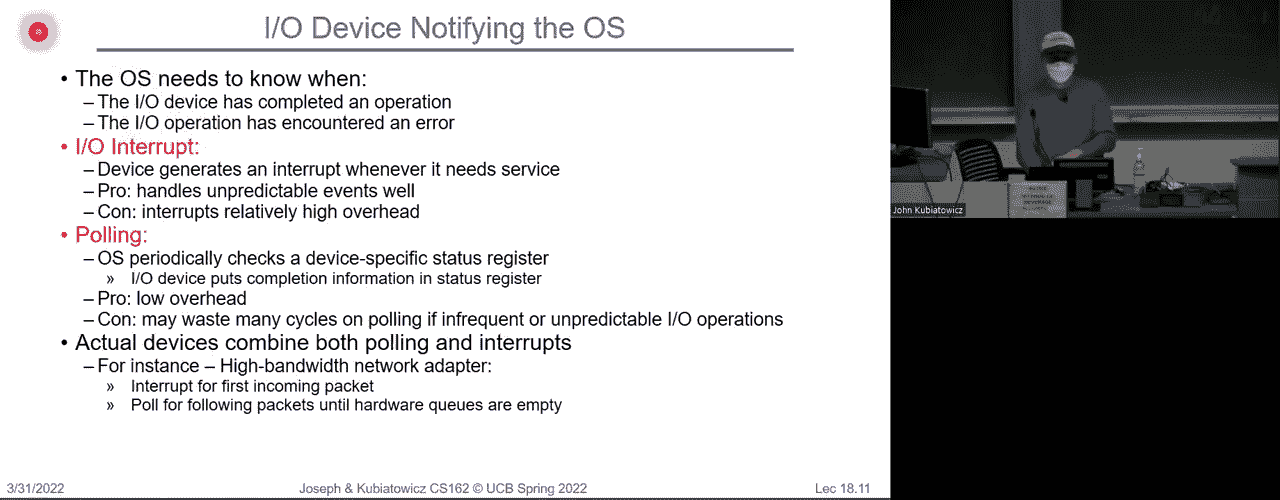 I/O Device Notifying the OS
• The OS needs to know when:
– The I/O device has completed an operation
– The I/O operation has encountered an error
• I/O Interrupt:
– Device generates an interrupt whenever it needs service
– Pro: handles unpredictable events well
– Con: interrupts relatively high overhead
• Polling:
– OS periodically checks a device-specific status register
» I/O device puts completion information in status register
– Pro: low overhead
– Con: may waste many cycles on polling if infrequent or unpredictable I/O operations
• Actual devices combine both polling and interrupts
– For instance – High-bandwidth network adapter:
» Interrupt for first incoming packet
» Poll for following packets until hardware queues are empty
3/31/2022
Joseph & Kubiatowicz CS162 © UCB Spring 2022
Lec 18.11
John Kubiatowicz